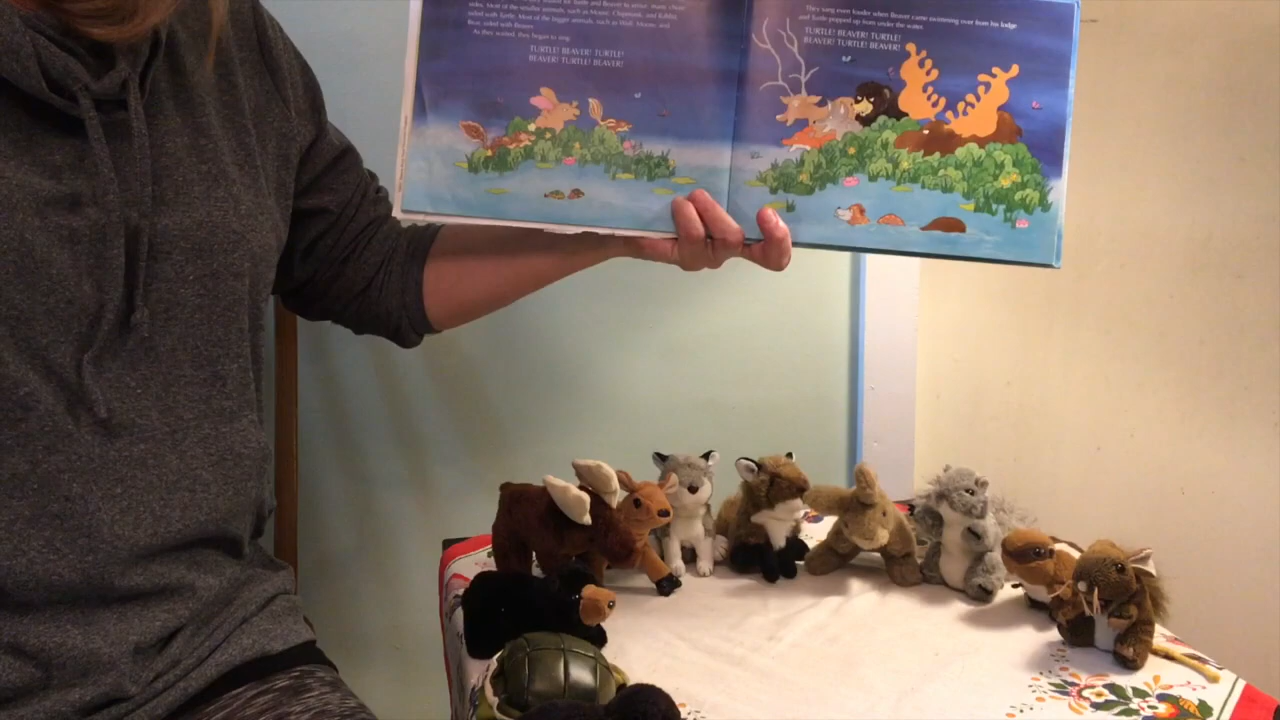 sides. Most of the smaller animals, such as Mouse, Chipmunk, and Rabbit,
sided with Turtle. Most of the bigger animals, such as Wolf, Moose, and
Bear, sided with Beaver.
As they waited, they began to sing.
TURTLE! BEAVER! TURTLE!
BEAVER! TURTLE! BEAVER!
They sang even louder when Beaver came swimming over from his lodge
and Turtle popped up from under the water.
TURTLE! BEAVER! TURTLE!
BEAVER! TURTLE! BEAVER!